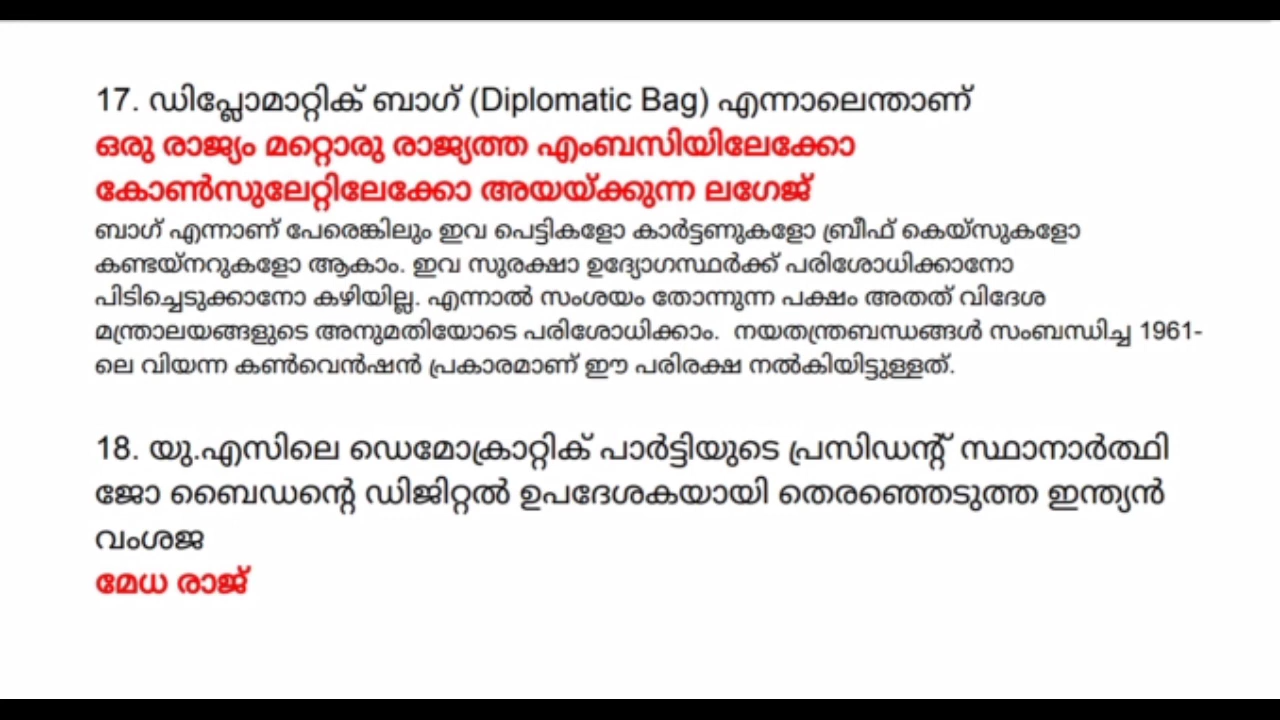 17. ഡിപ്ലോമാറ്റിക് ബാഗ് (Diplomatic Bag) എന്നാലെന്താണ്
ഒരു രാജ്യം മറ്റൊരു രാജ്യത്ത എംബസിയിലേക്കോ
കോൺസുലേറ്റിലേക്കോ അയയ്ക്കുന്ന ലഗേജ്
ബാഗ് എന്നാണ് പേരെങ്കിലും ഇവ പെട്ടികളോ കാർട്ടണുകളോ ബ്രീഫ് കെയ്സുകളോ
കണ്ടയ്നറുകളോ ആകാം. ഇവ സുരക്ഷാ ഉദ്യോഗസ്ഥർക്ക് പരിശോധിക്കാനോ
പിടിച്ചെടുക്കാനോ കഴിയില്ല. എന്നാൽ സംശയം തോന്നുന്ന പക്ഷം അതത് വിദേശ
മന്ത്രാലയങ്ങളുടെ അനുമതിയോടെ പരിശോധിക്കാം. നയതന്ത്രബന്ധങ്ങൾ സംബന്ധിച്ച 1961-
ലെ വിയന്ന കൺവെൻഷൻ പ്രകാരമാണ് ഈ പരിരക്ഷ നൽകിയിട്ടുള്ളത്.
18. യു.എസിലെ ഡെമോക്രാറ്റിക് പാർട്ടിയുടെ പ്രസിഡന്റ് സ്ഥാനാർത്ഥി
ജോ ബൈഡന്റെ ഡിജിറ്റൽ ഉപദേശകയായി തെരഞ്ഞെടുത്ത ഇന്ത്യൻ
വംശജ
മേധ രാജ്